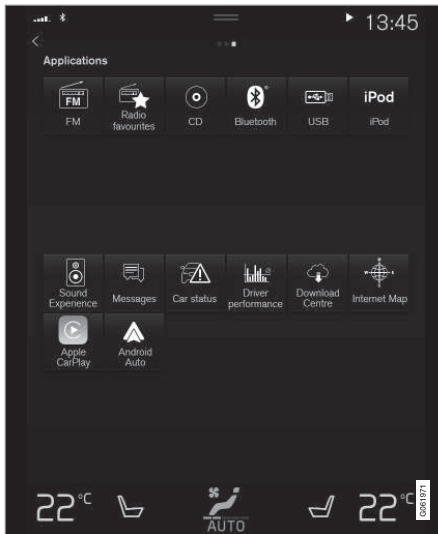 13:45
Applications
FM
FM
Radio
favourites
CD
Bluetooth
USB
iPod
iPod
Sound
Experience
Messages
Car status
Driver
performance
Download
Centre
Internet Map
Apple
CarPlay
Android
Auto
22°C
AUTO
22°C
G061971